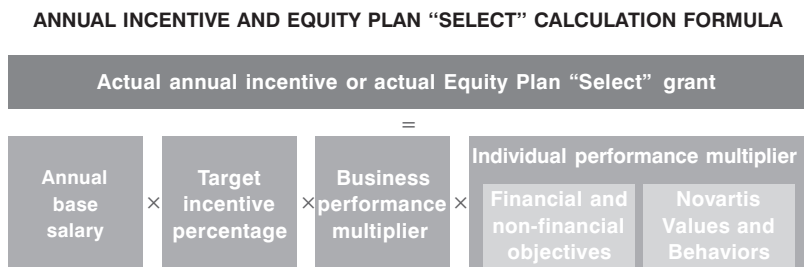 ANNUAL INCENTIVE AND EQUITY PLAN “SELECT” CALCULATION FORMULA
Actual annual incentive or actual Equity Plan “Select” grant
=
Annual
base
salary
×
Target
incentive
percentage
×
Business
performance
multiplier
×
Individual performance multiplier
Financial and
non-financial
objectives
Novartis
Values and
Behaviors